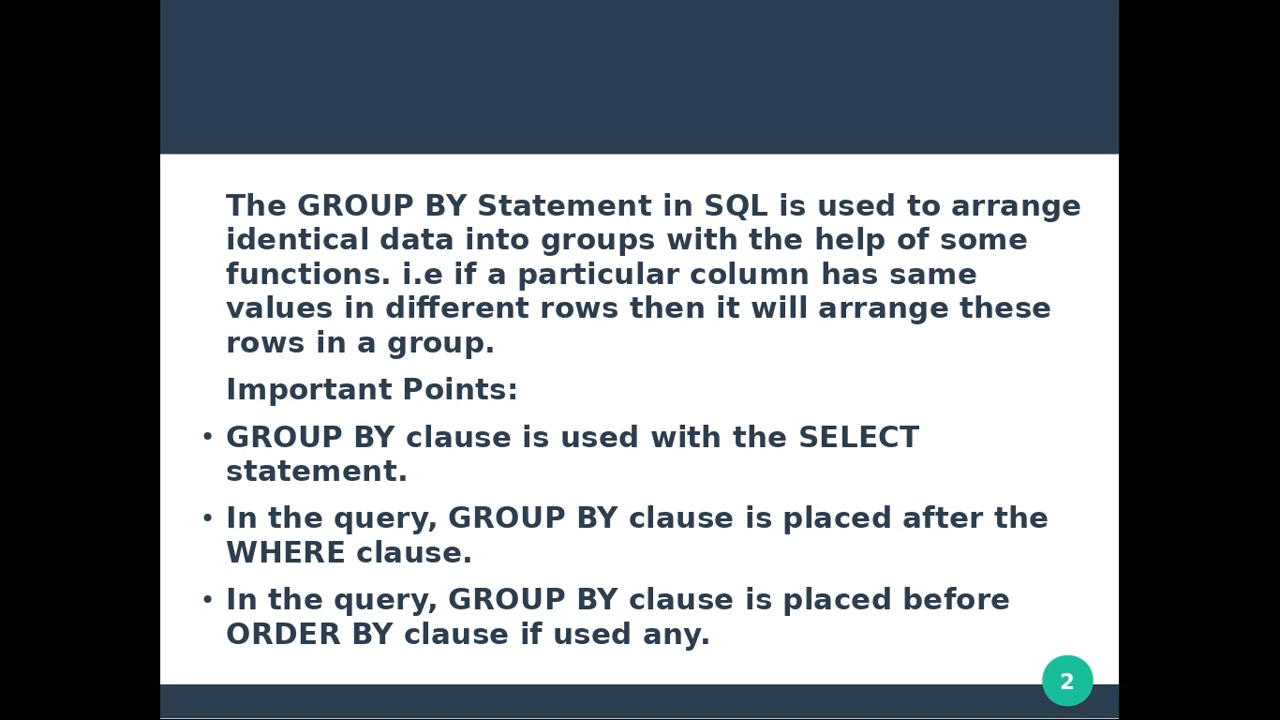 The GROUP BY Statement in SQL is used to arrange
identical data into groups with the help of some
functions. i.e if a particular column has same
values in different rows then it will arrange these
rows in a group.
Important Points:
• GROUP BY clause is used with the SELECT
statement.
• In the query, GROUP BY clause is placed after the
WHERE clause.
• In the query, GROUP BY clause is placed before
ORDER BY clause if used any.
2